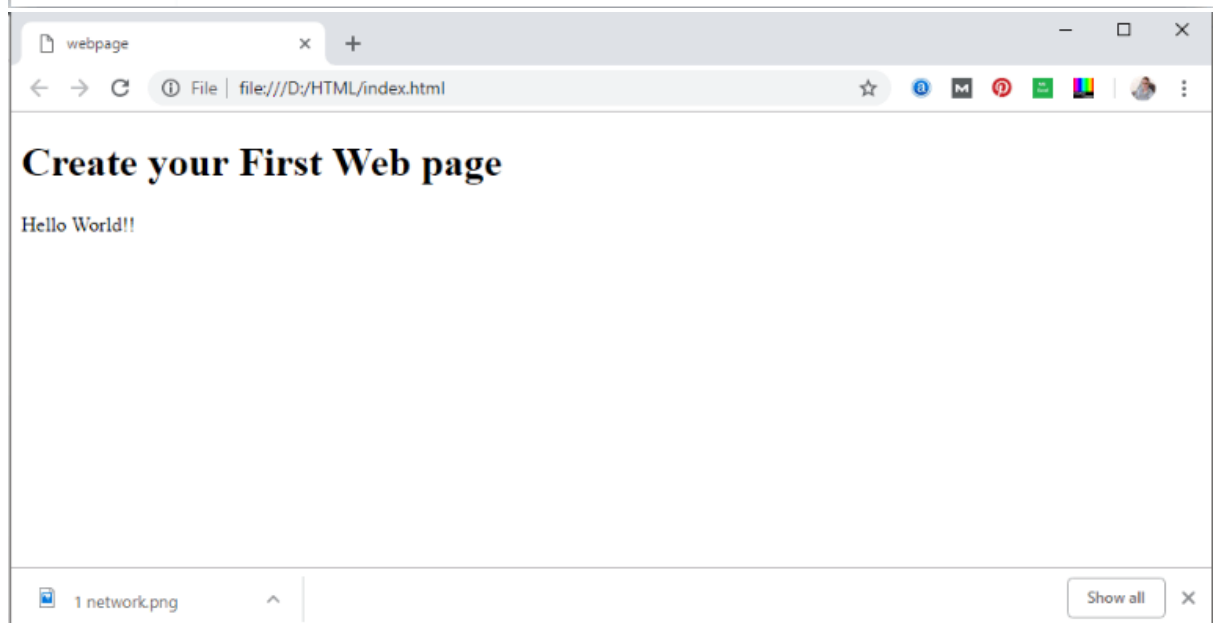 webpage
File file:///D:/HTML/index.html
Create your First Web page
Hello World!!
1 network.png
Show all